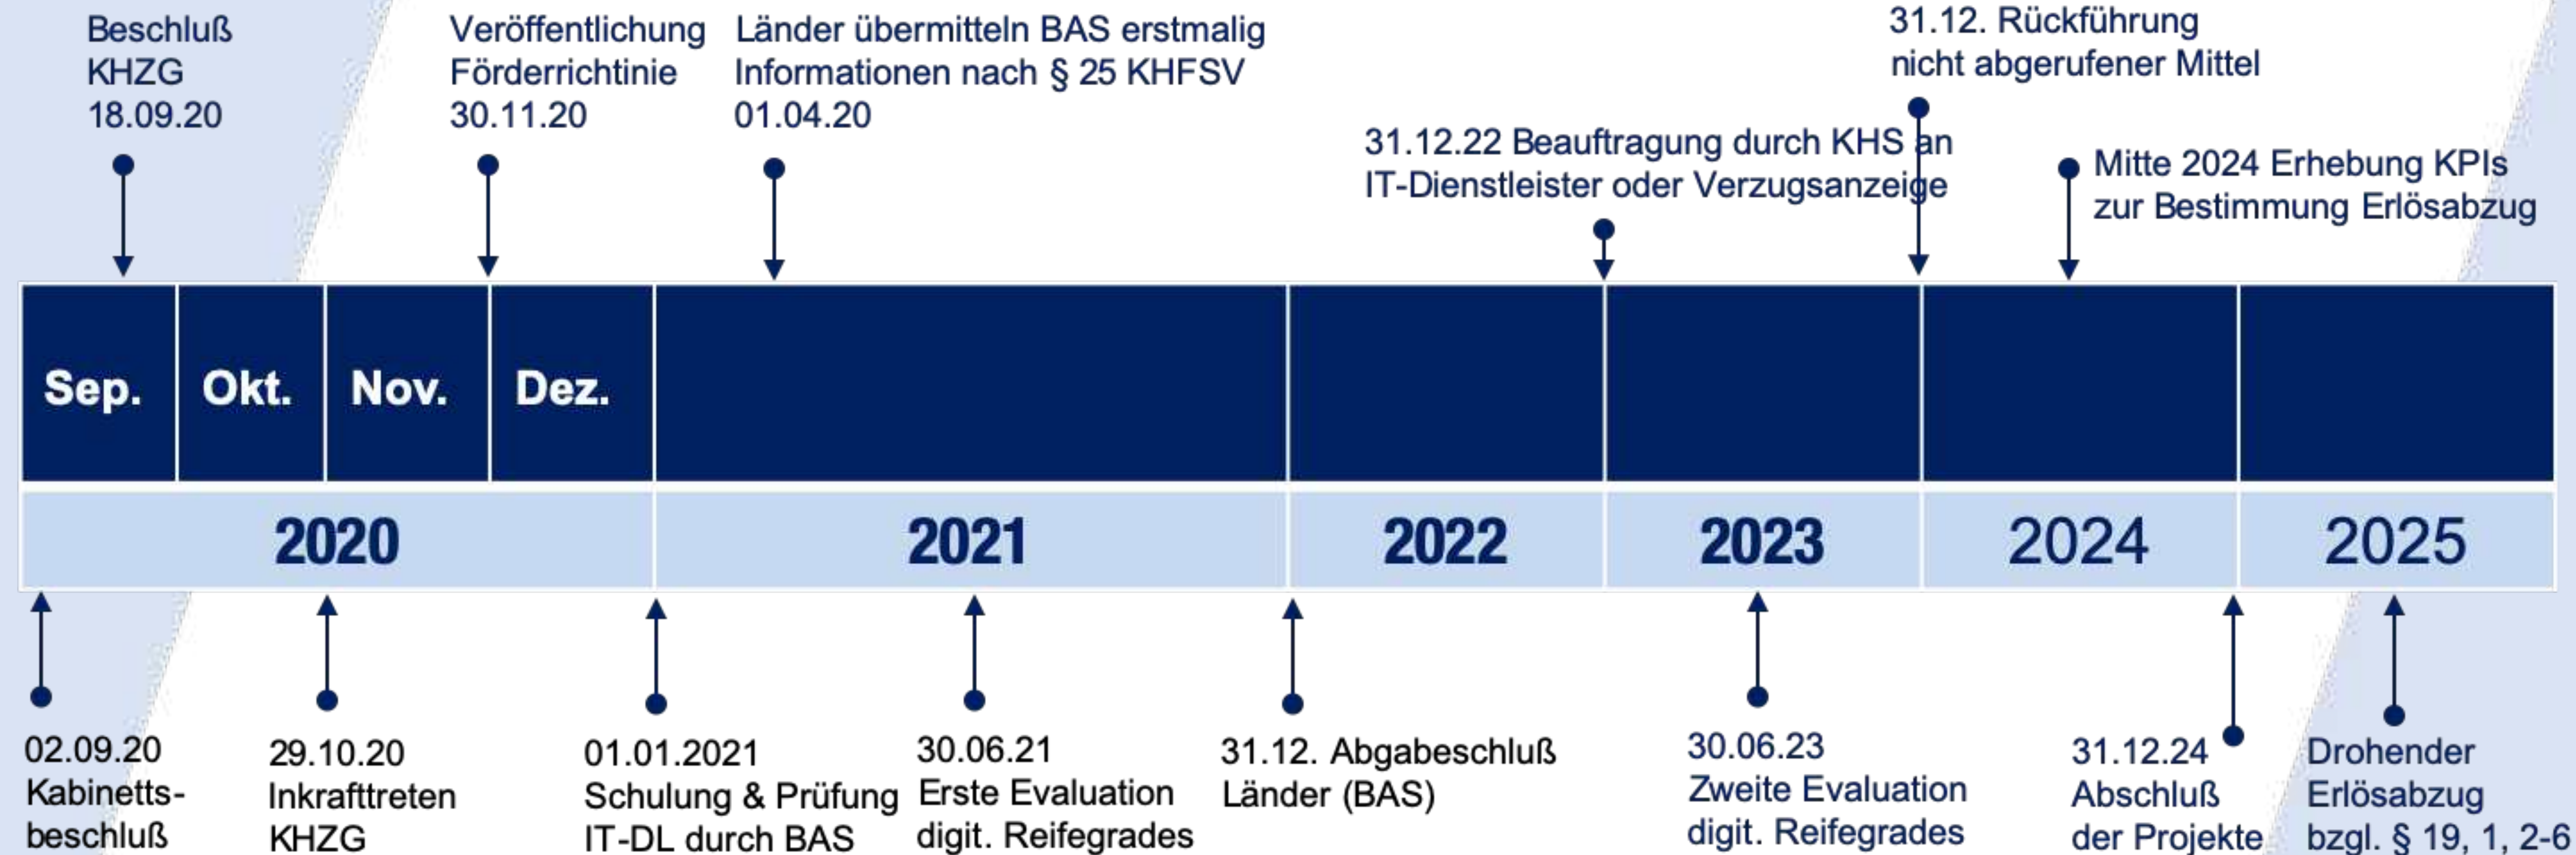 Beschluß
KHZG
18.09.20
Veröffentlichung
Förderrichtinie
30.11.20
Länder übermitteln BAS erstmalig
Informationen nach § 25 KHFSV
01.04.20
31.12.22 Beauftragung durch KHS an
IT-Dienstleister oder Verzugsanzeige
31.12. Rückführung
nicht abgerufener Mittel
Mitte 2024 Erhebung KPIs
zur Bestimmung Erlösabzug
Sep.
Okt.
Nov.
Dez.
2020
2021
2022
2023
2024
2025
02.09.20
Kabinetts-
beschluß
29.10.20
Inkrafttreten
KHZG
01.01.2021
Schulung & Prüfung
IT-DL durch BAS
30.06.21
Erste Evaluation
digit. Reifegrades
31.12. Abgabeschluß
Länder (BAS)
30.06.23
Zweite Evaluation
digit. Reifegrades
31.12.24
Abschluß
der Projekte
Drohender
Erlösabzug
bzgl. § 19, 1, 2-6